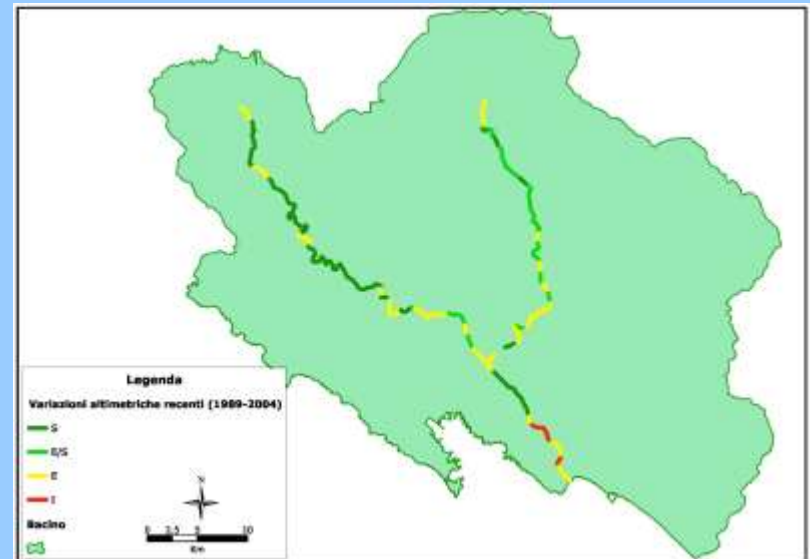 Legenda
Variazioni altimetriche recenti (1989-2004)
S
E/S
E
I
Bacino
N
0 2,5 5 10
Km